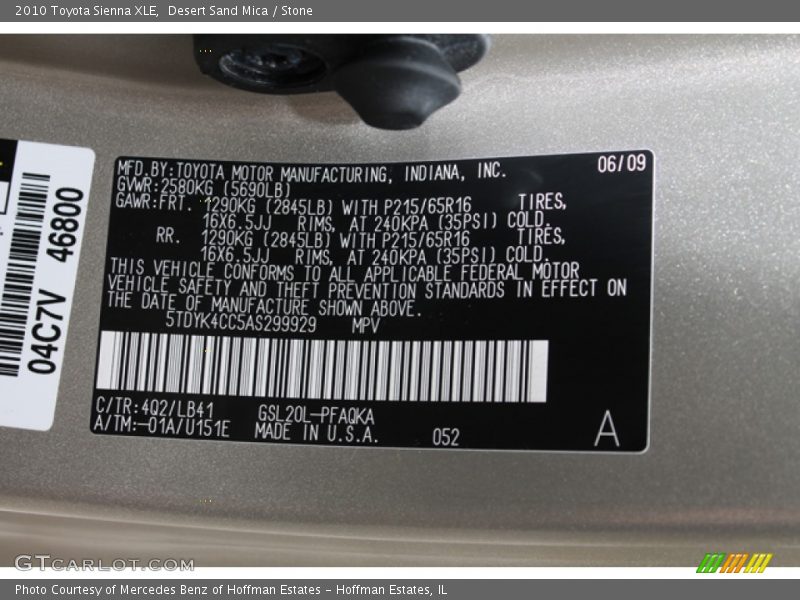 2010 Toyota Sienna XLE, Desert Sand Mica / Stone
MFD.BY:TOYOTA MOTOR MANUFACTURING, INDIANA, INC. 06/09
GVWR:2580KG (5690LB)
GAWR:FRT. 1290KG (2845LB) WITH P215/65R16 TIRES,
16X6.5JJ RIMS, AT 240KPA (35PSI) COLD.
RR. 1290KG (2845LB) WITH P215/65R16 TIRES,
16X6.5JJ RIMS, AT 240KPA (35PSI) COLD.
THIS VEHICLE CONFORMS TO ALL APPLICABLE FEDERAL MOTOR
VEHICLE SAFETY AND THEFT PREVENTION STANDARDS IN EFFECT ON
THE DATE OF MANUFACTURE SHOWN ABOVE.
5TDYK4CC5AS299929 MPV
C/TR:4Q2/LB41 GSL20L-PFAQKA
A/TM:-01A/U151E MADE IN U.S.A. 052 A
04C7V 46800
GTCARLOT.COM
Photo Courtesy of Mercedes Benz of Hoffman Estates - Hoffman Estates, IL